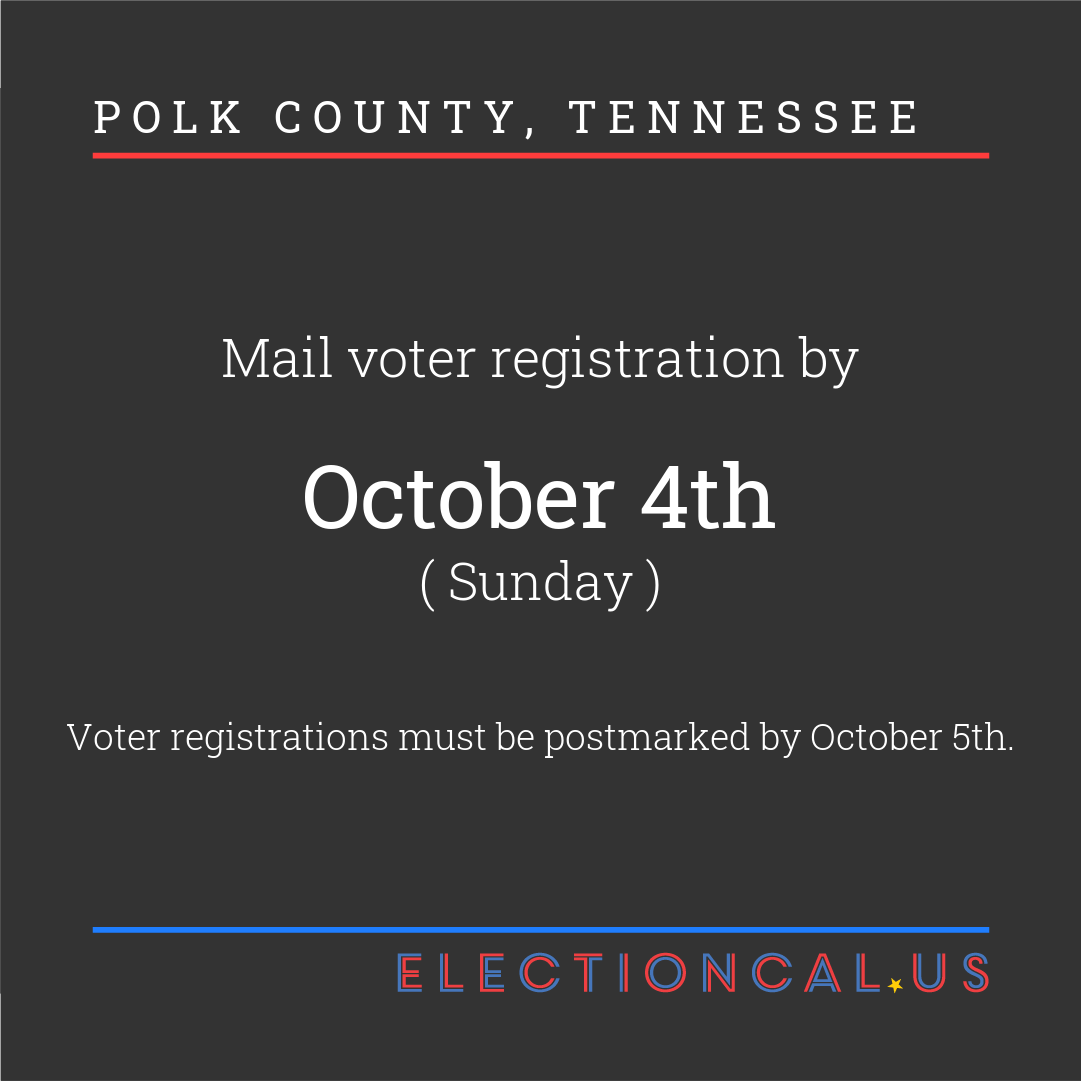 POLK COUNTY, TENNESSEE
Mail voter registration by
October 4th
( Sunday )
Voter registrations must be postmarked by October 5th.
ELECTIONCAL.US